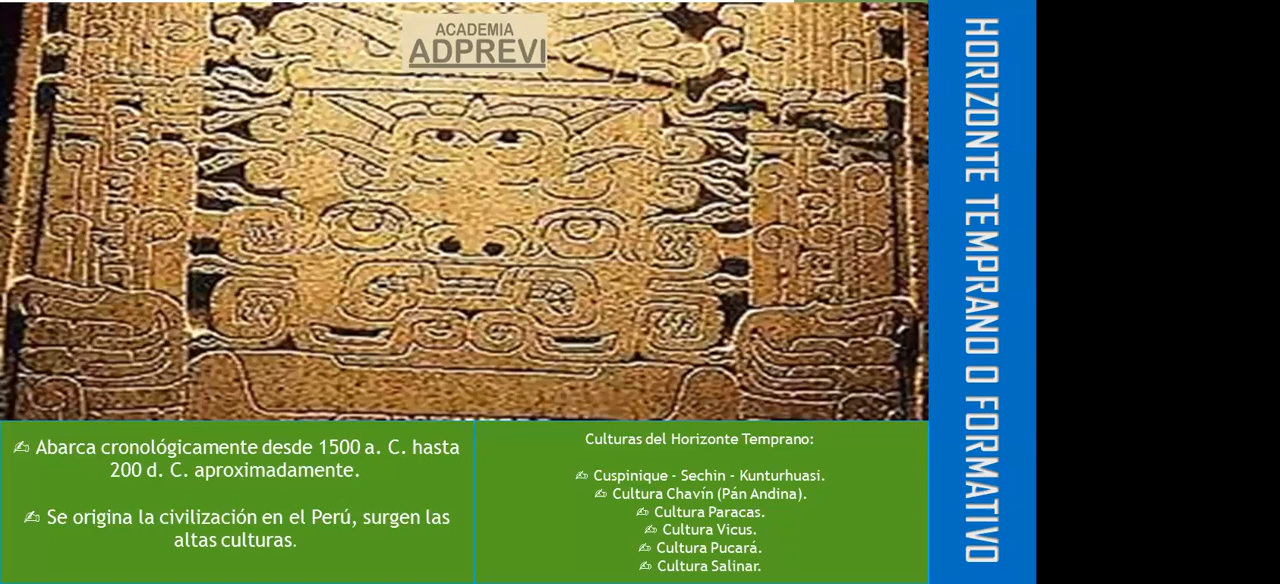 ACADEMIA
ADPREVI
HORIZONTE TEMPRANO O FORMATIVO
✍ Abarca cronológicamente desde 1500 a. C. hasta
200 d. C. aproximadamente.
✍ Se origina la civilización en el Perú, surgen las
altas culturas.
Culturas del Horizonte Temprano:
✍ Cuspinique - Sechin - Kunturhuasi.
✍ Cultura Chavín (Pán Andina).
✍ Cultura Paracas.
✍ Cultura Vicus.
✍ Cultura Pucará.
✍ Cultura Salinar.